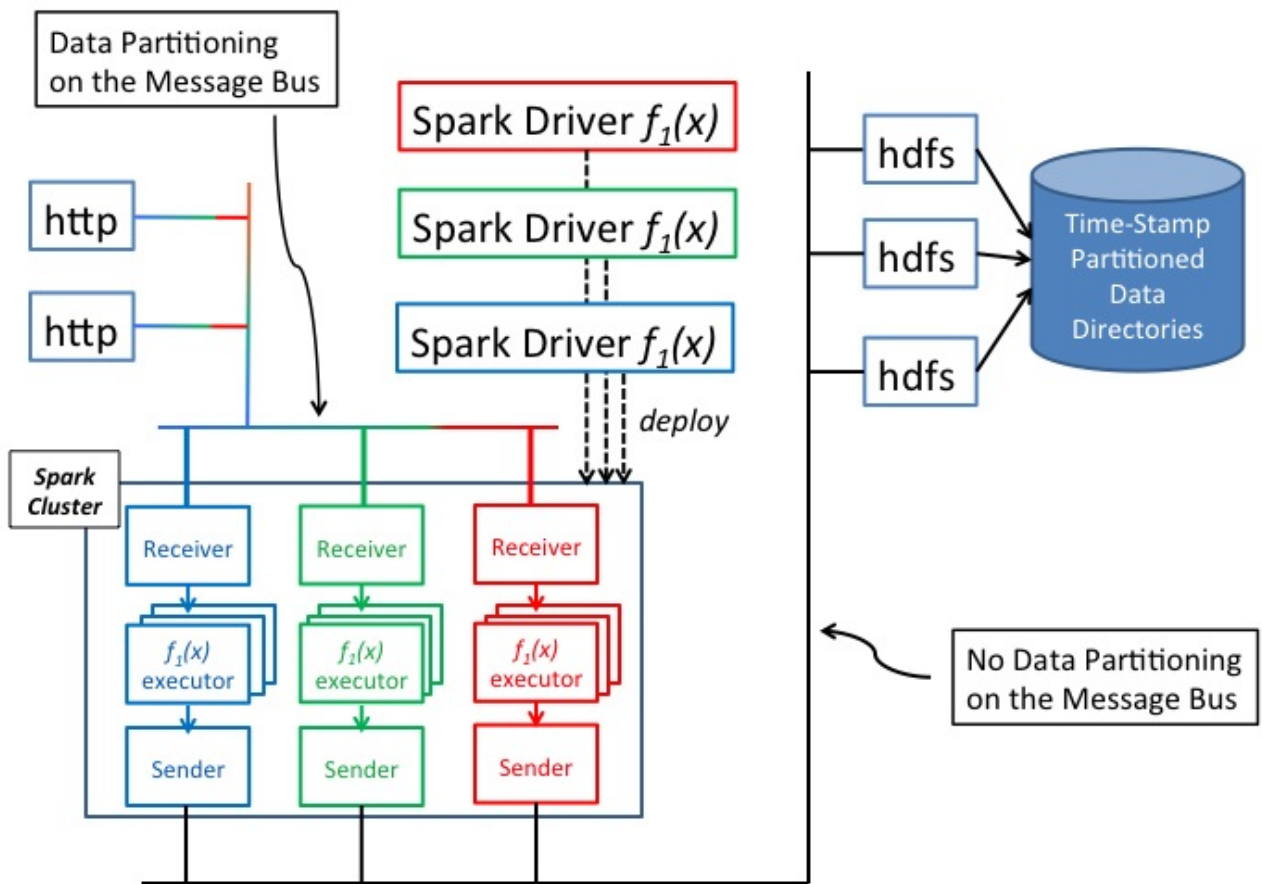 Data Partitioning
on the Message Bus
Spark Driver f₁(x)
Spark Driver f₁(x)
Spark Driver f₁(x)
http
http
deploy
hdfs
hdfs
hdfs
Time-Stamp
Partitioned
Data
Directories
Spark
Cluster
Receiver
Receiver
Receiver
f₁(x)
executor
f₁(x)
executor
f₁(x)
executor
Sender
Sender
Sender
No Data Partitioning
on the Message Bus